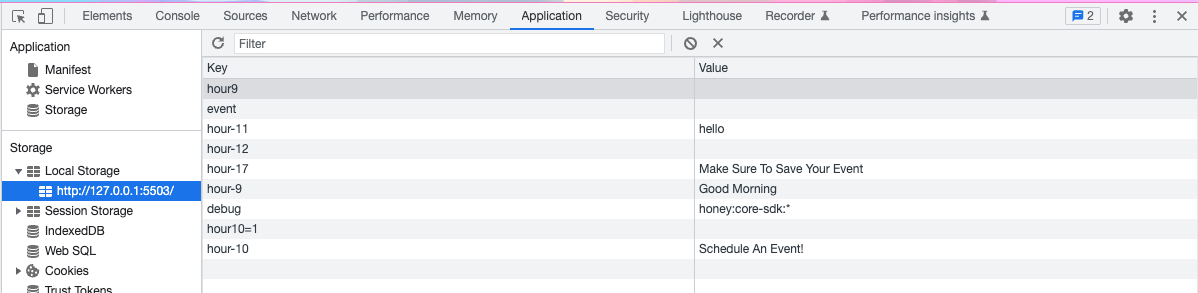 Elements Console Sources Network Performance Memory Application Security Lighthouse Recorder Performance insights 2
Application
Manifest
Service Workers
Storage
Storage
Local Storage
http://127.0.0.1:5503/
Session Storage
IndexedDB
Web SQL
Cookies
Trust Tokens
Filter
Key Value
hour9
event
hour-11 hello
hour-12
hour-17 Make Sure To Save Your Event
hour-9 Good Morning
debug honey:core-sdk:*
hour10=1
hour-10 Schedule An Event!